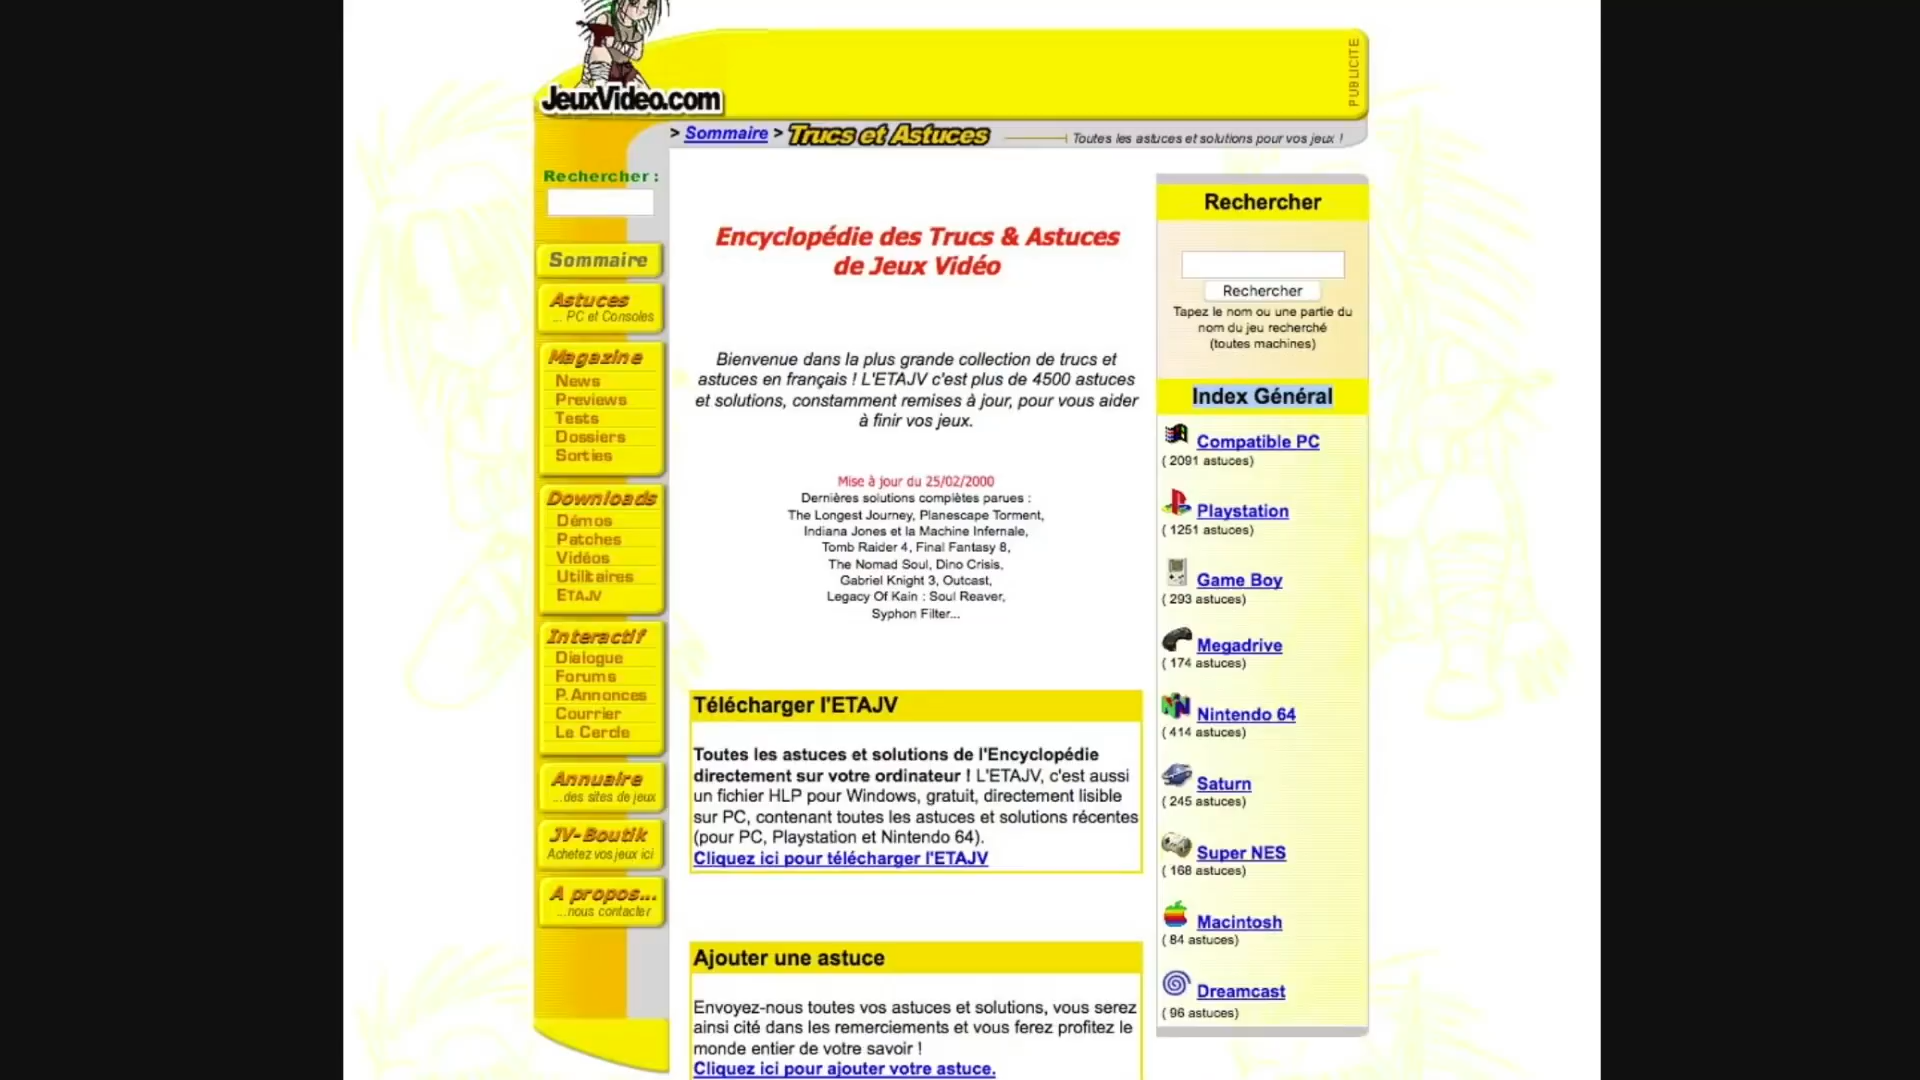 PUBLICITE
JeuxVideo.com
> Sommaire > Trucs et Astuces
Toutes les astuces et solutions pour vos jeux !
Rechercher :
Sommaire
Astuces
... PC et Consoles
Magazine
News
Previews
Tests
Dossiers
Sorties
Downloads
Démos
Patches
Vidéos
Utilitaires
ETAJV
Interactif
Dialogue
Forums
P.Annonces
Courrier
Le Cercle
Annuaire
...des sites de jeux
JV-Boutik
Achetez vos jeux ici
A propos...
...nous contacter
Encyclopédie des Trucs & Astuces
de Jeux Vidéo
Bienvenue dans la plus grande collection de trucs et
astuces en français ! L'ETAJV c'est plus de 4500 astuces
et solutions, constamment remises à jour, pour vous aider
à finir vos jeux.
Mise à jour du 25/02/2000
Dernières solutions complètes parues :
The Longest Journey, Planescape Torment,
Indiana Jones et la Machine Infernale,
Tomb Raider 4, Final Fantasy 8,
The Nomad Soul, Dino Crisis,
Gabriel Knight 3, Outcast,
Legacy Of Kain : Soul Reaver,
Syphon Filter...
Télécharger l'ETAJV
Toutes les astuces et solutions de l'Encyclopédie
directement sur votre ordinateur ! L'ETAJV, c'est aussi
un fichier HLP pour Windows, gratuit, directement lisible
sur PC, contenant toutes les astuces et solutions récentes
(pour PC, Playstation et Nintendo 64).
Cliquez ici pour télécharger l'ETAJV
Ajouter une astuce
Envoyez-nous toutes vos astuces et solutions, vous serez
ainsi cité dans les remerciements et vous ferez profitez le
monde entier de votre savoir !
Cliquez ici pour ajouter votre astuce.
Rechercher
Rechercher
Tapez le nom ou une partie du
nom du jeu recherché
(toutes machines)
Index Général
Compatible PC
( 2091 astuces)
Playstation
( 1251 astuces)
Game Boy
( 293 astuces)
Megadrive
( 174 astuces)
Nintendo 64
( 414 astuces)
Saturn
( 245 astuces)
Super NES
( 168 astuces)
Macintosh
( 84 astuces)
Dreamcast
( 96 astuces)